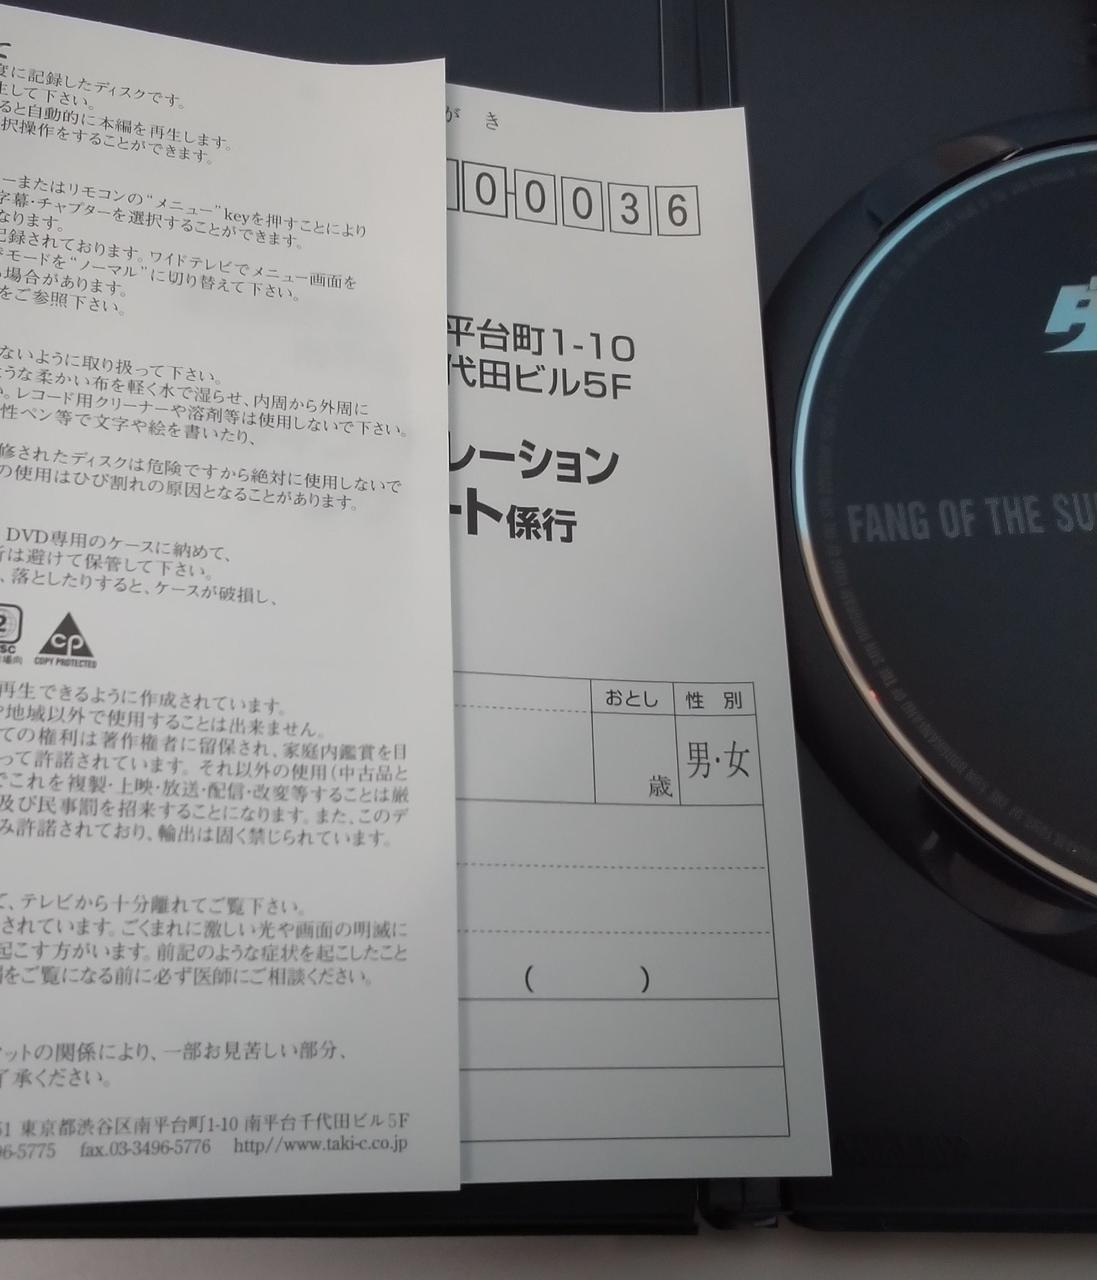 度に記録したディスクです。
生して下さい。
ると自動的に本編を再生します。
択操作をすることができます。
ーまたはリモコンの“メニュー”keyを押すことにより
字幕・チャプターを選択することができます。
なります。
記録されております。ワイドテレビでメニュー画面を
モードを“ノーマル”に切り替えて下さい。
場合があります。
をご参照下さい。
ないように取り扱って下さい。
ような柔かい布を軽く水で湿らせ、内周から外周に
い。レコード用クリーナーや溶剤等は使用しないで下さい。
性ペン等で文字や絵を書いたり、
修されたディスクは危険ですから絶対に使用しないで
の使用はひび割れの原因となることがあります。
DVD専用のケースに納めて、
所は避けて保管して下さい。
、落としたりすると、ケースが破損し、
2
cp
COPY PROTECTED
再生できるように作成されています。
や地域以外で使用することは出来ません。
ての権利は著作権者に留保され、家庭内鑑賞を目
って許諾されています。それ以外の使用（中古品と
でこれを複製・上映・放送・配信・改変等することは厳
及び民事罰を招来することになります。また、このデ
み許諾されており、輸出は固く禁じられています。
て、テレビから十分離れてご覧下さい。
されています。ごくまれに激しい光や画面の明滅に
起こす方がいます。前記のような症状を起こしたこと
をご覧になる前に必ず医師にご相談ください。
ットの関係により、一部お見苦しい部分、
了承ください。
51 東京都渋谷区南平台町1-10 南平台千代田ビル5F
96-5775 fax.03-3496-5776 http//www.taki-c.co.jp
がき
0-0036
平台町1-10
代田ビル5F
レーション
ート係行
おとし 性 別
歳 男・女
( )
FANG OF THE SU